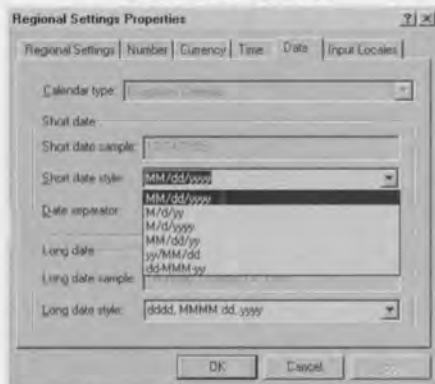 Regional Settings Properties
Regional Settings Number Currency Time Date Input Locales
Calendar type:
Short date
Short date sample:
Short date style: MM/dd/yyyy
MM/dd/yyyy
Date separator
M/d/yy
M/d/yyyy
MM/dd/yy
yy/MM/dd
dd-MMM-yy
Long date
Long date sample:
Long date style: dddd, MMMM dd, yyyy
OK Cancel